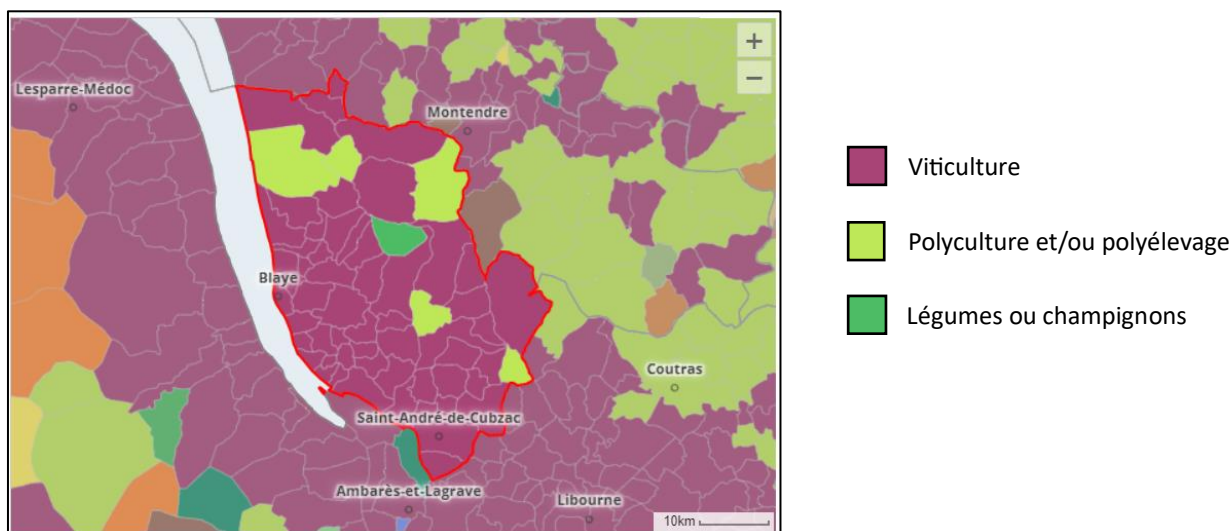 +
−
Lesparre-Médoc
Montendre
Viticulture
Polyculture et/ou polyélevage
Blaye
Légumes ou champignons
Coutras
Saint-André-de-Cubzac
Ambarès-et-Lagrave
Libourne
10km